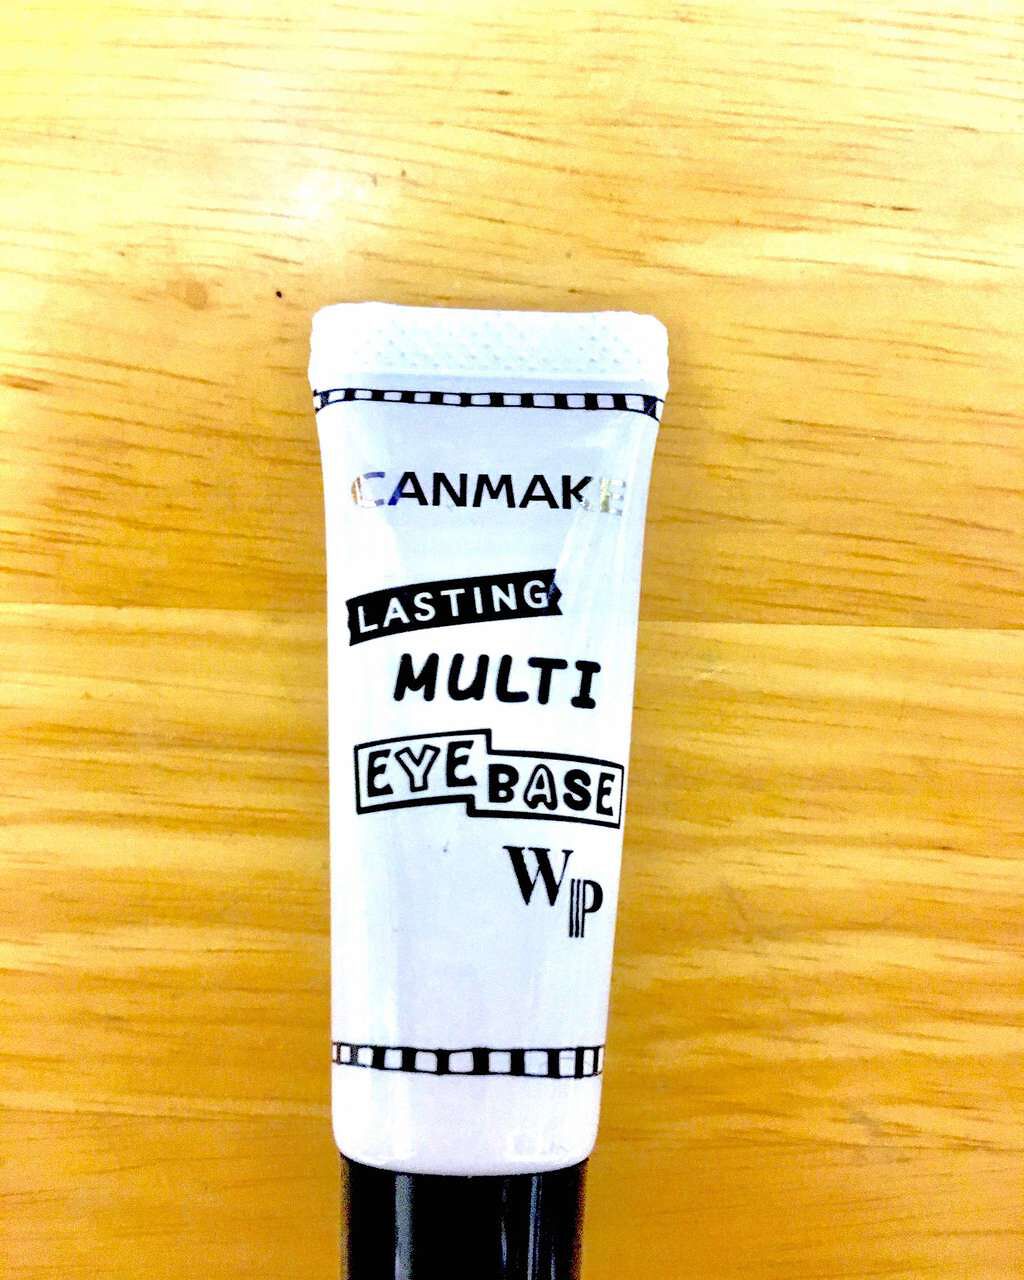 CANMAKE
LASTING
MULTI
EYE BASE
WP